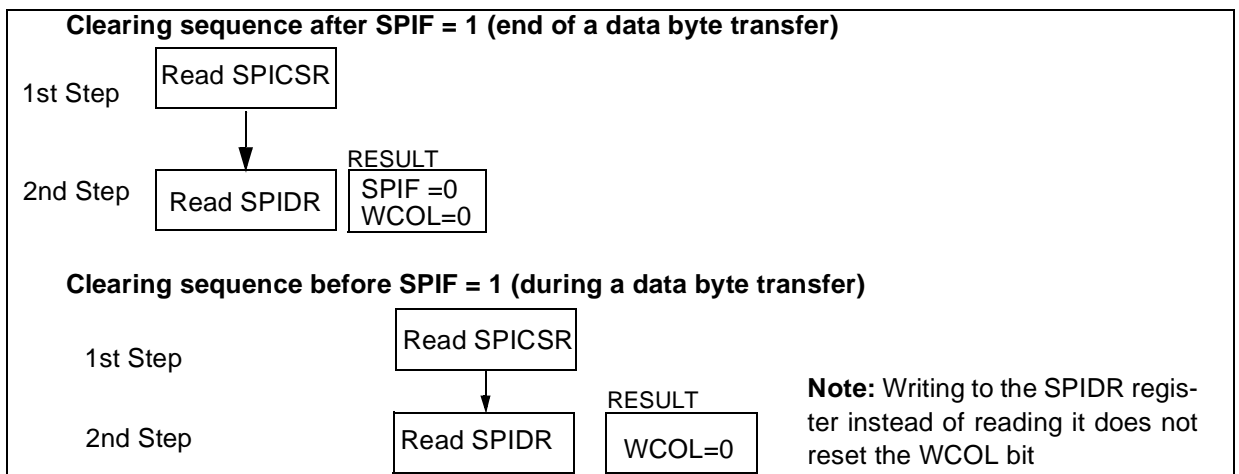 Clearing sequence after SPIF = 1 (end of a data byte transfer)
1st Step
Read SPICSR
2nd Step
Read SPIDR
RESULT
SPIF =0
WCOL=0
Clearing sequence before SPIF = 1 (during a data byte transfer)
1st Step
Read SPICSR
2nd Step
Read SPIDR
RESULT
WCOL=0
Note: Writing to the SPIDR regis-
ter instead of reading it does not
reset the WCOL bit